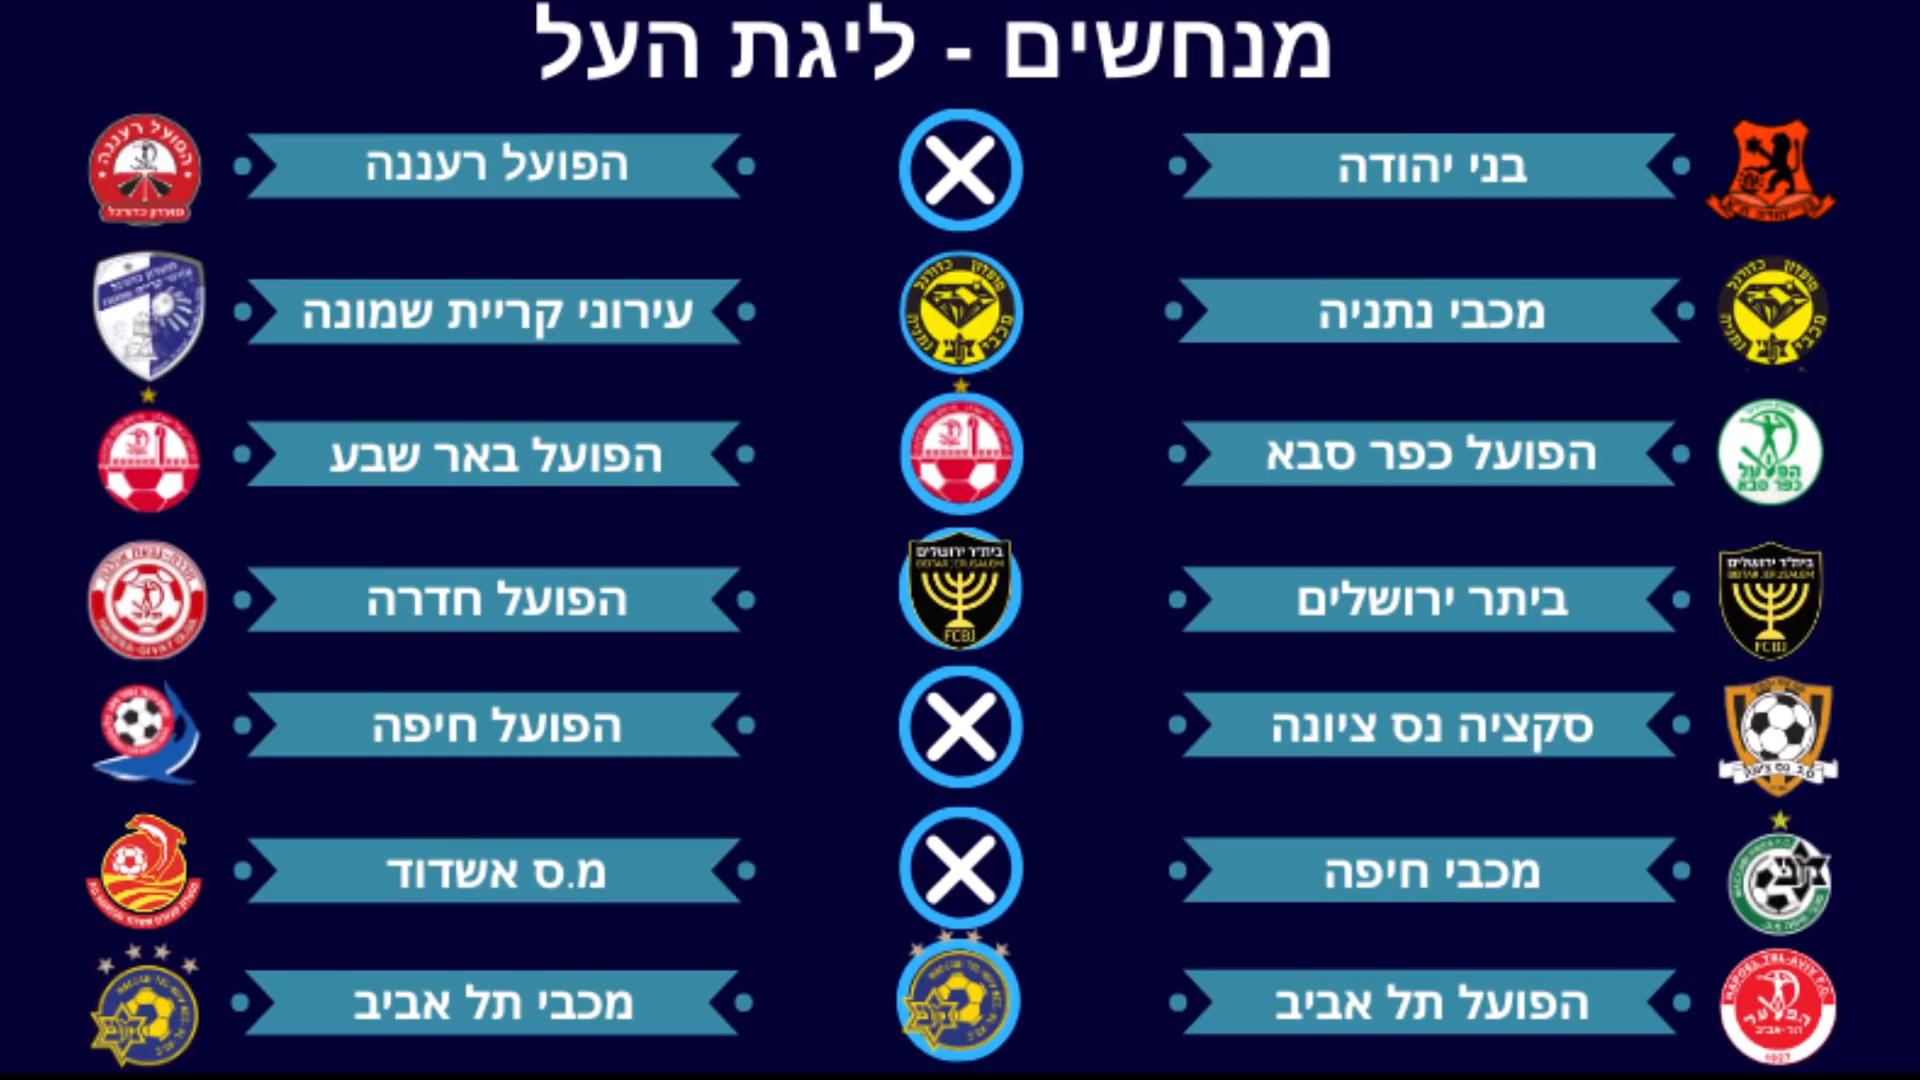 מנחשים - ליגת העל
בני יהודה
הפועל רעננה
מכבי נתניה
עירוני קריית שמונה
הפועל כפר סבא
הפועל באר שבע
ביתר ירושלים
הפועל חדרה
סקציה נס ציונה
הפועל חיפה
מכבי חיפה
מ.ס אשדוד
הפועל תל אביב
מכבי תל אביב